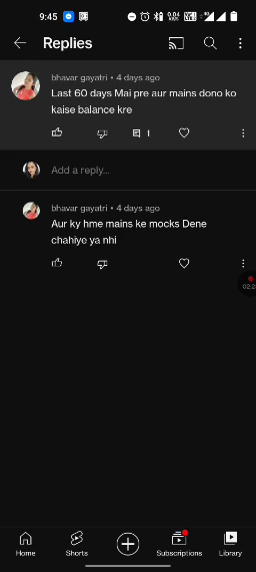 9:45
Replies
bhavar gayatri • 4 days ago
Last 60 days Mai pre aur mains dono ko
kaise balance kre
1
Add a reply...
bhavar gayatri • 4 days ago
Aur ky hme mains ke mocks Dene
chahiye ya nhi
Home
Shorts
Subscriptions
Library